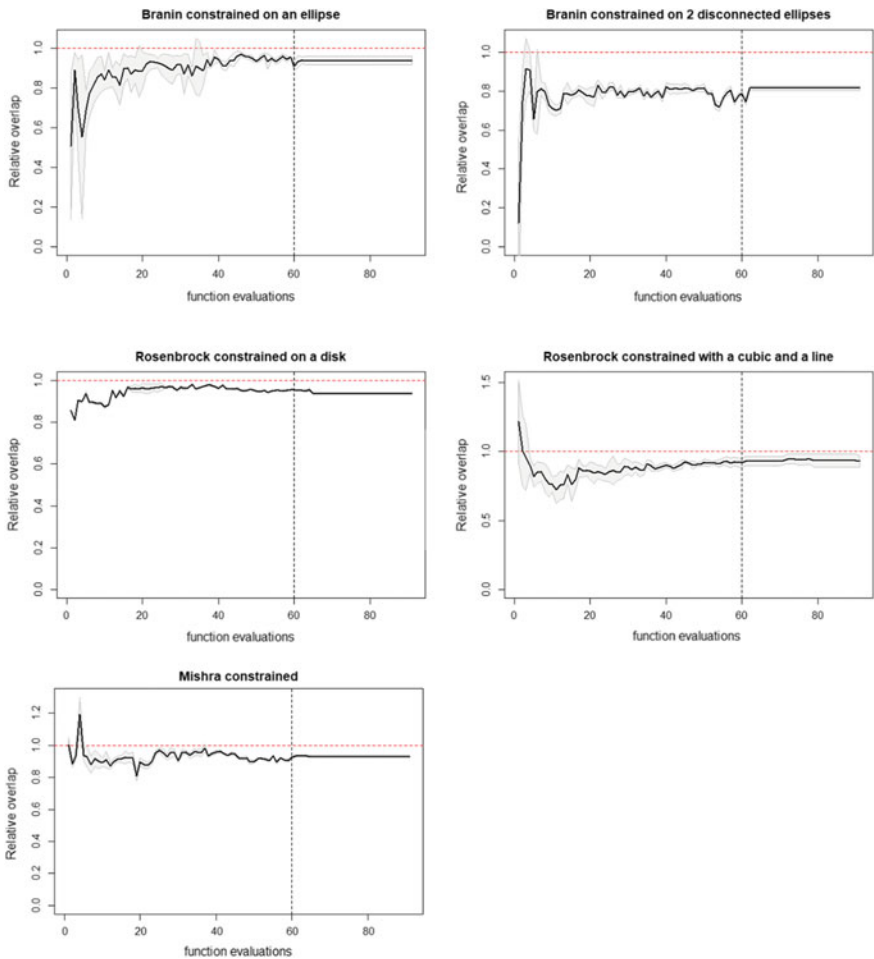 Branin constrained on an ellipse
1.0
0.8
0.6
0.4
0.2
0.0
Relative overlap
0 20 40 60 80
function evaluations
Branin constrained on 2 disconnected ellipses
1.0
0.8
0.6
0.4
0.2
0.0
Relative overlap
0 20 40 60 80
function evaluations
Rosenbrock constrained on a disk
1.0
0.8
0.6
0.4
0.2
0.0
Relative overlap
0 20 40 60 80
function evaluations
Rosenbrock constrained with a cubic and a line
1.5
1.0
0.5
0.0
Relative overlap
0 20 40 60 80
function evaluations
Mishra constrained
1.2
1.0
0.8
0.6
0.4
0.2
0.0
Relative overlap
0 20 40 60 80
function evaluations